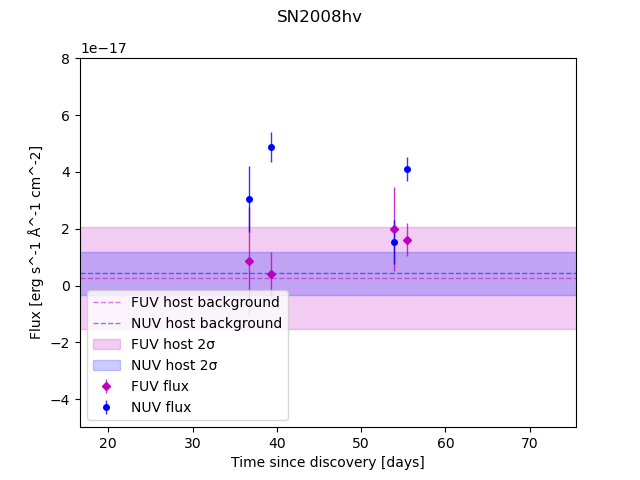 SN2008hv
1e−17
8
6
4
2
0
−2
−4
Flux [erg s^-1 Å^-1 cm^-2]
FUV host background
NUV host background
FUV host 2σ
NUV host 2σ
FUV flux
NUV flux
20 30 40 50 60 70
Time since discovery [days]